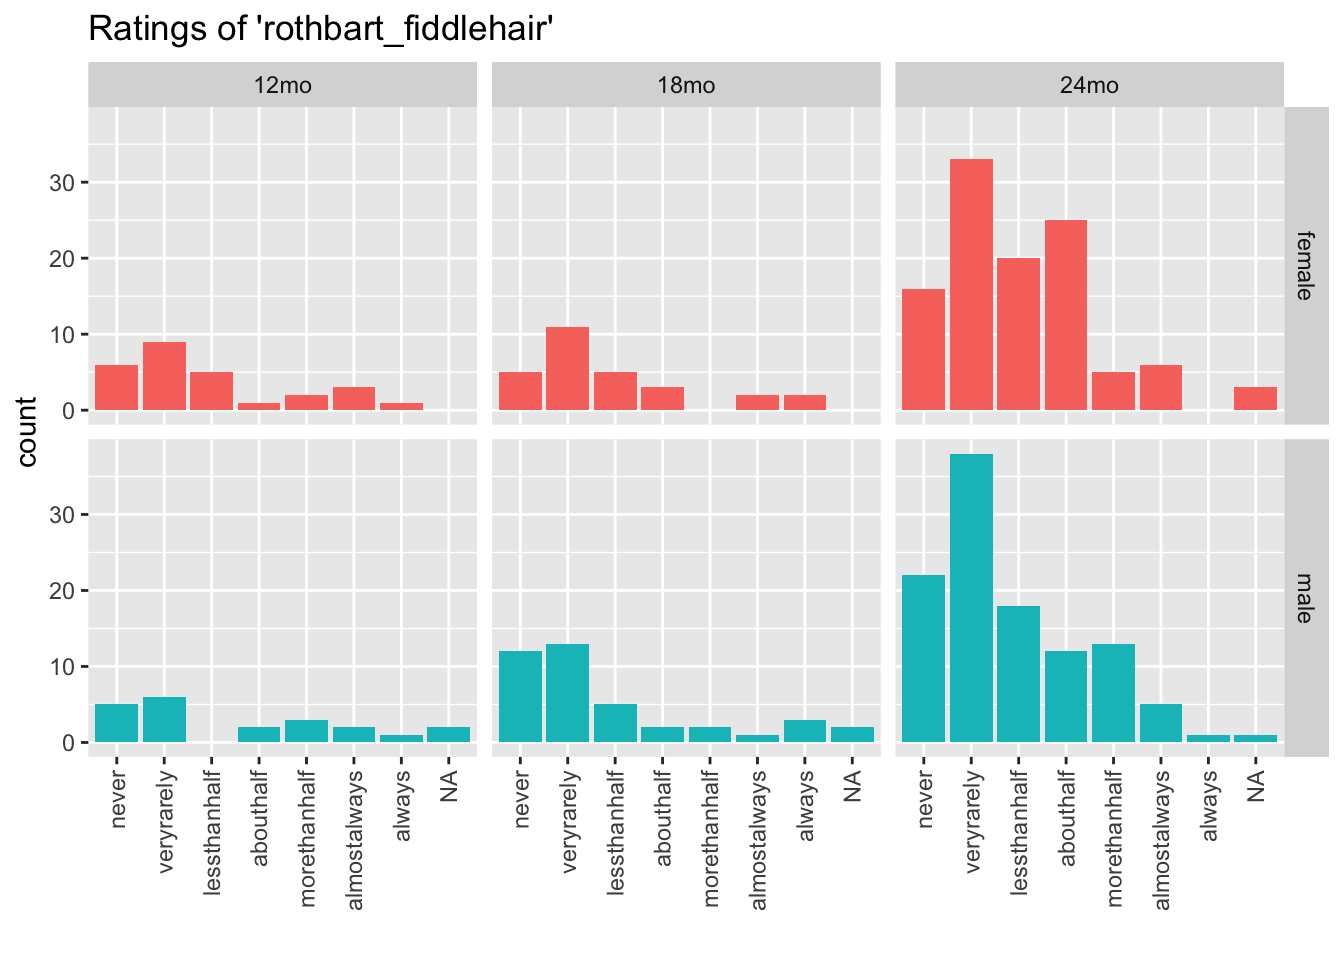 Ratings of 'rothbart_fiddlehair'
12mo 18mo 24mo
30
20
10
0
female
count
30
20
10
0
male
never veryrarely lessthanhalf abouthalf morethanhalf almostalways always NA never veryrarely lessthanhalf abouthalf morethanhalf almostalways always NA never veryrarely lessthanhalf abouthalf morethanhalf almostalways always NA